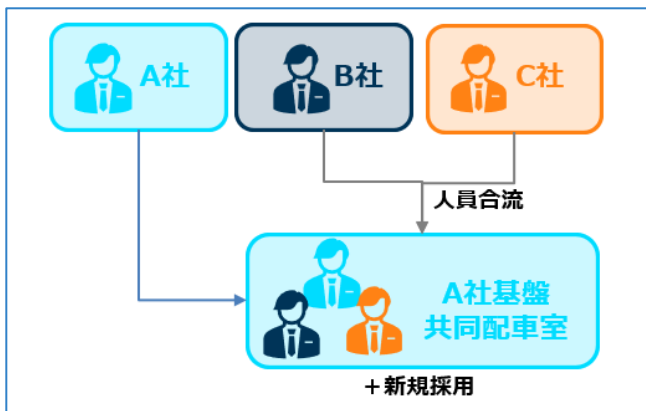 A社
B社
C社
人員合流
A社基盤
共同配車室
＋新規採用